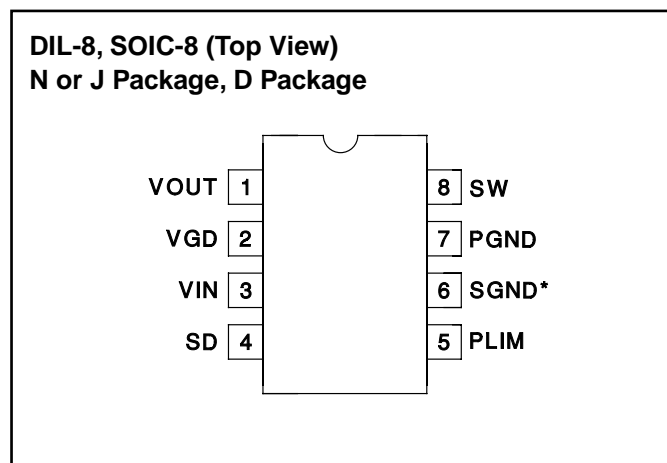 DIL-8, SOIC-8 (Top View)
N or J Package, D Package
VOUT 1 8 SW
VGD 2 7 PGND
VIN 3 6 SGND*
SD 4 5 PLIM